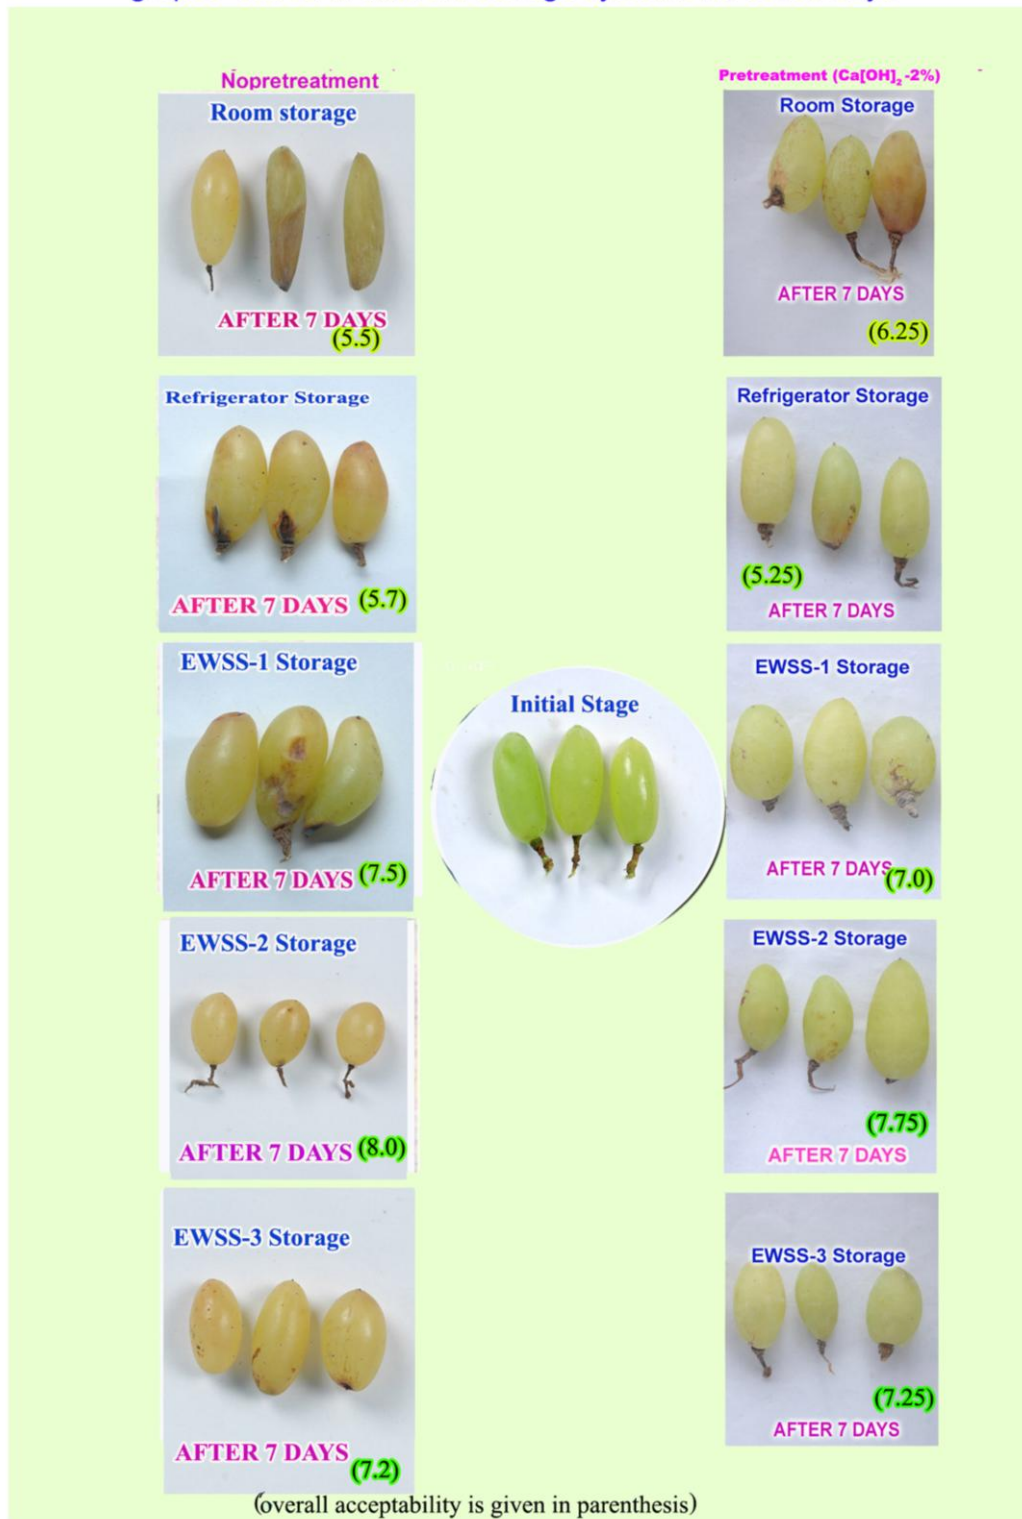 Nopretreatment
Room storage
AFTER 7 DAYS
(5.5)
Refrigerator Storage
AFTER 7 DAYS (5.7)
EWSS-1 Storage
AFTER 7 DAYS (7.5)
EWSS-2 Storage
AFTER 7 DAYS (8.0)
EWSS-3 Storage
AFTER 7 DAYS
(7.2)
Initial Stage
Pretreatment (Ca[OH]₂ -2%)
Room Storage
AFTER 7 DAYS
(6.25)
Refrigerator Storage
(5.25)
AFTER 7 DAYS
EWSS-1 Storage
AFTER 7 DAYS
(7.0)
EWSS-2 Storage
(7.75)
AFTER 7 DAYS
EWSS-3 Storage
(7.25)
AFTER 7 DAYS
(overall acceptability is given in parenthesis)